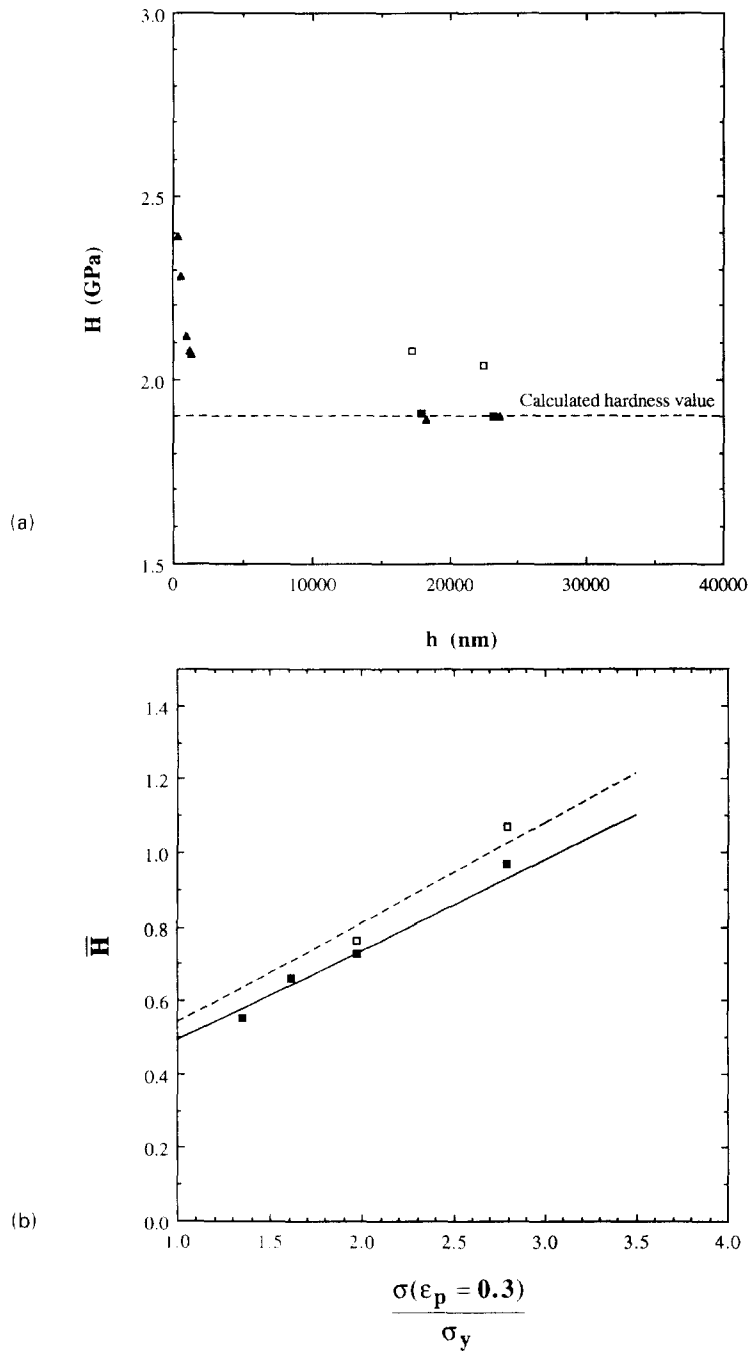 3.0
2.5
H (GPa)
2.0
Calculated hardness value
(a)
1.5
0 10000 20000 30000 40000
h (nm)
1.4
1.2
1.0
H̅
0.8
0.6
0.4
0.2
(b)
0.0
1.0 1.5 2.0 2.5 3.0 3.5 4.0
σ(εp = 0.3)
σy